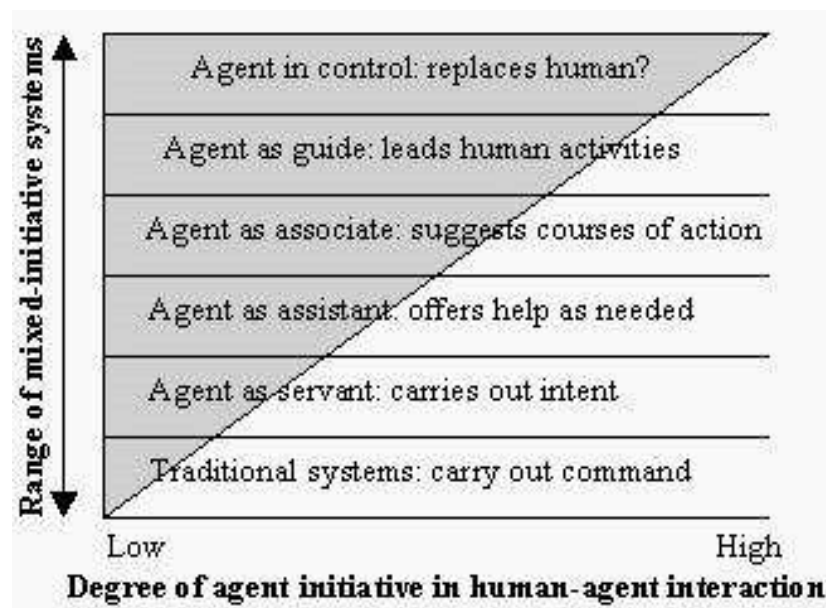 Range of mixed-initiative systems
Agent in control: replaces human?
Agent as guide: leads human activities
Agent as associate: suggests courses of action
Agent as assistant: offers help as needed
Agent as servant: carries out intent
Traditional systems: carry out command
Low High
Degree of agent initiative in human-agent interaction